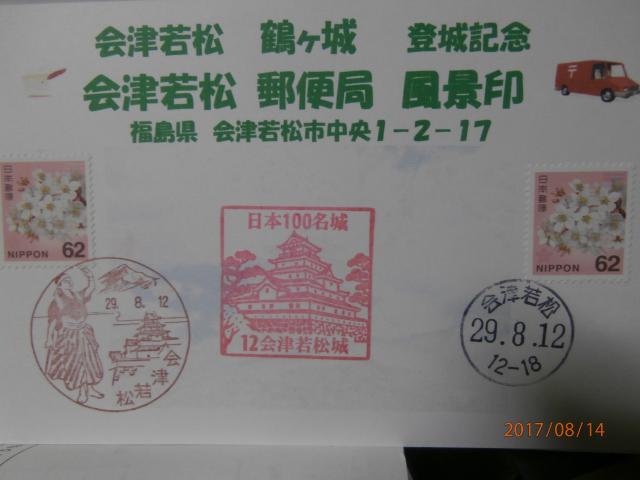 会津若松 鶴ヶ城 登城記念
会津若松 郵便局 風景印
福島県 会津若松市中央1-2-17
〒
日本郵便
NIPPON 62
日本郵便
NIPPON 62
29.8.12
会津若松
日本100名城
12会津若松城
会津若松
29.8.12
12-18
2017/08/14